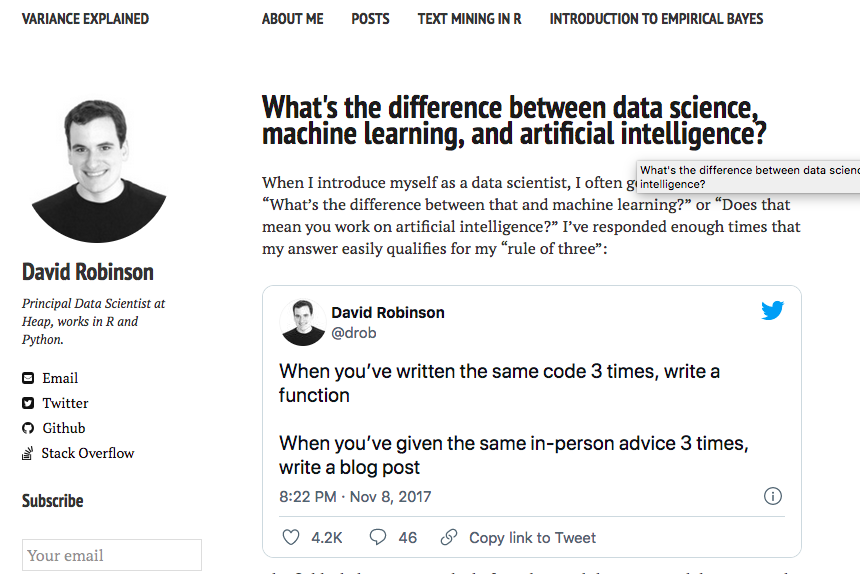 VARIANCE EXPLAINED
ABOUT ME POSTS TEXT MINING IN R INTRODUCTION TO EMPIRICAL BAYES
David Robinson
Principal Data Scientist at
Heap, works in R and
Python.
Email
Twitter
Github
Stack Overflow
Subscribe
Your email
What's the difference between data science,
machine learning, and artificial intelligence?
What's the difference between data scienc
intelligence?
When I introduce myself as a data scientist, I often g
“What’s the difference between that and machine learning?” or “Does that
mean you work on artificial intelligence?” I’ve responded enough times that
my answer easily qualifies for my “rule of three”:
David Robinson
@drob
When you’ve written the same code 3 times, write a
function
When you’ve given the same in-person advice 3 times,
write a blog post
8:22 PM · Nov 8, 2017
4.2K 46 Copy link to Tweet